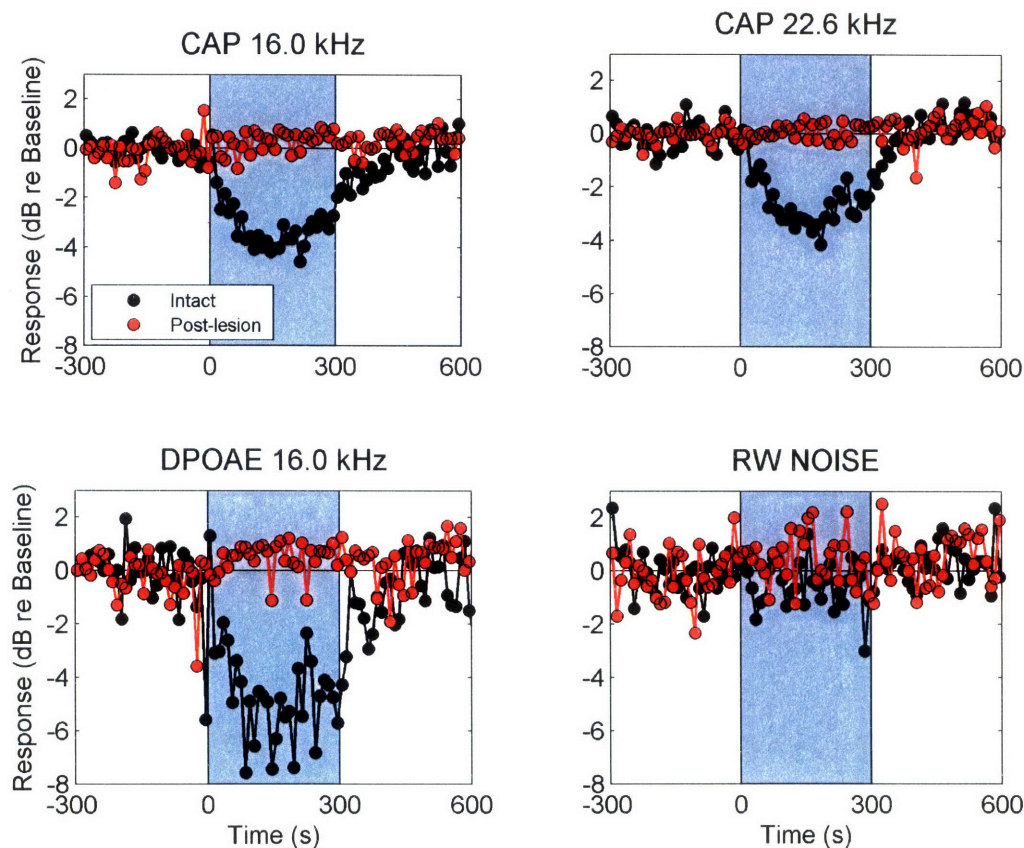 CAP 16.0 kHz
Response (dB re Baseline)
2
0
-2
-4
-6
-8
Intact
Post-lesion
-300 0 300 600
CAP 22.6 kHz
2
0
-2
-4
-6
-8
-300 0 300 600
DPOAE 16.0 kHz
Response (dB re Baseline)
2
0
-2
-4
-6
-8
-300 0 300 600
Time (s)
RW NOISE
2
0
-2
-4
-6
-8
-300 0 300 600
Time (s)